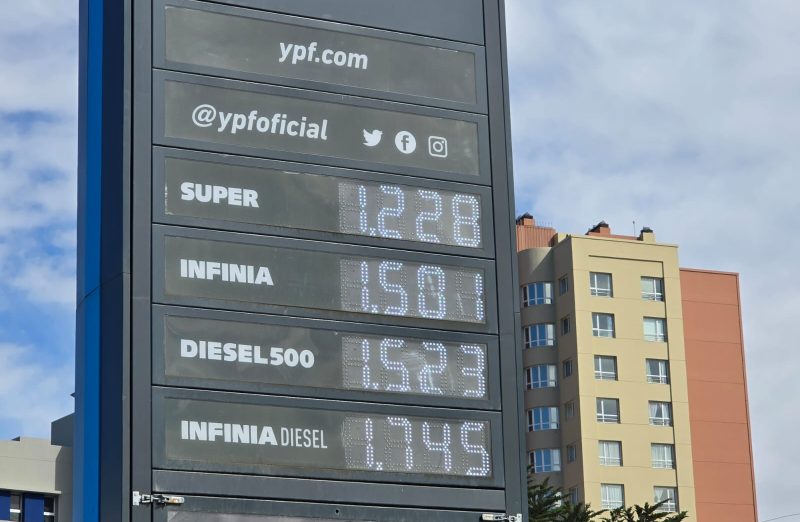 ypf.com
@ypfoficial
SUPER 1.228
INFINIA 1.581
DIESEL500 1.523
INFINIA DIESEL 1.745